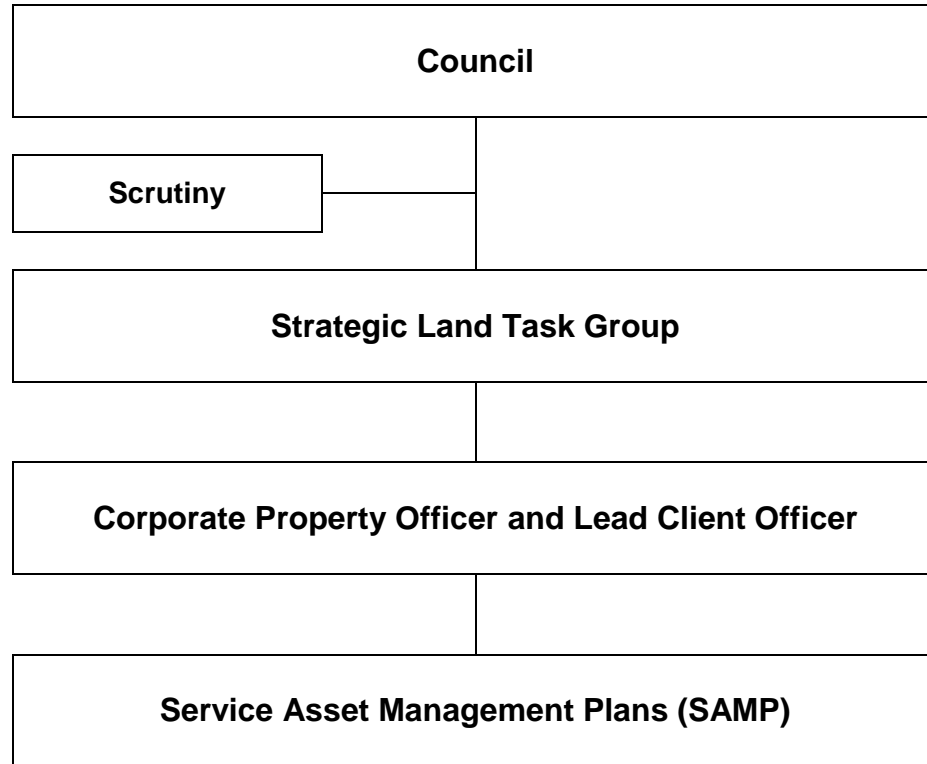 Council
Scrutiny
Strategic Land Task Group
Corporate Property Officer and Lead Client Officer
Service Asset Management Plans (SAMP)